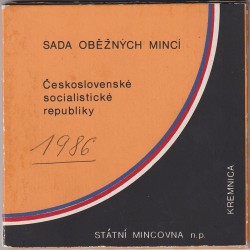 SADA OBĚŽNÝCH MINCÍ
Československé
socialistické
republiky
1986
KREMNICA
STÁTNÍ MINCOVNA n.p.